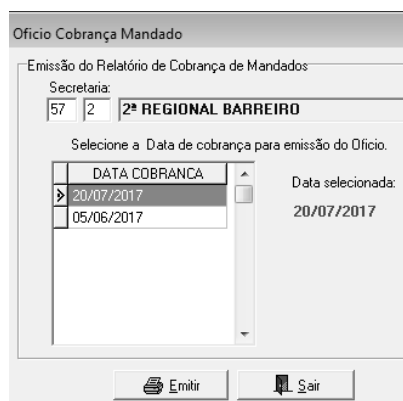 Oficio Cobrança Mandado
Emissão do Relatório de Cobrança de Mandados
Secretaria:
57 2 2ª REGIONAL BARREIRO
Selecione a Data de cobrança para emissão do Ofício.
DATA COBRANCA
20/07/2017
05/06/2017
Data selecionada:
20/07/2017
Emitir
Sair